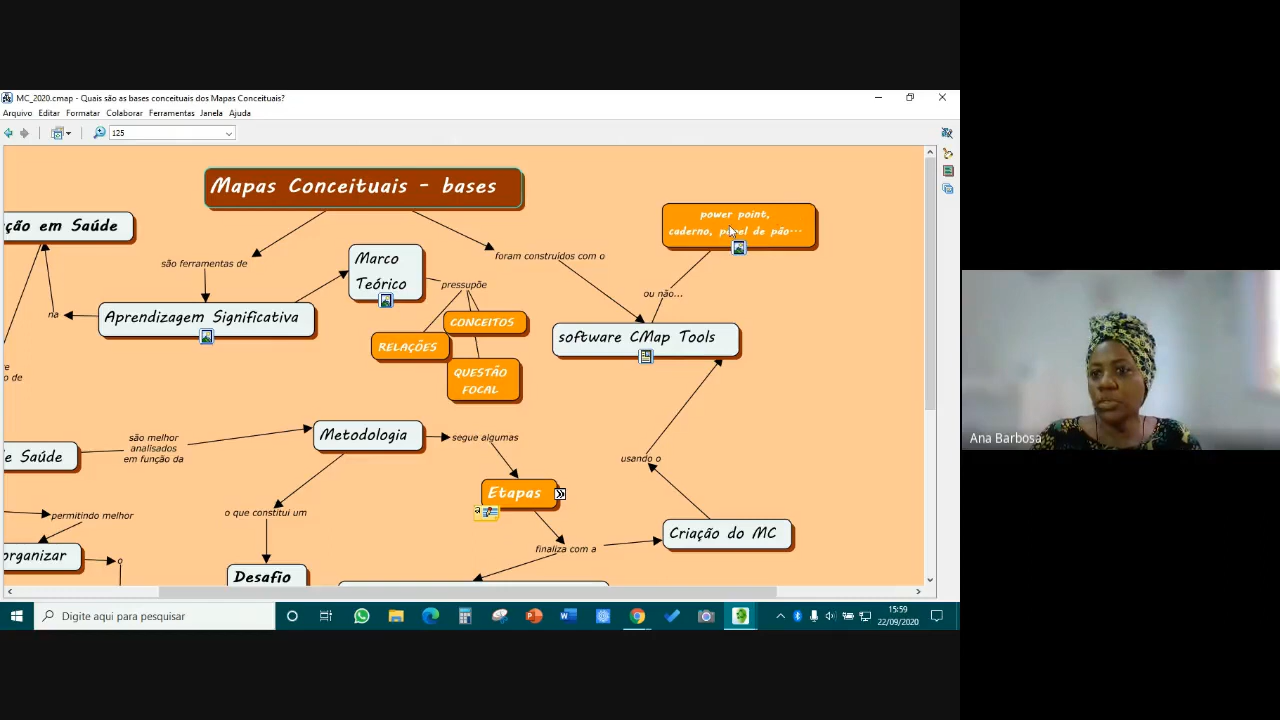 MC_2020.cmap - Quais são as bases conceituais dos Mapas Conceituais?
Arquivo Editar Formatar Colaborar Ferramentas Janela Ajuda
125
Mapas Conceituais - bases
power point,
caderno, papel de pão...
ção em Saúde
são ferramentas de
Marco
Teórico
foram construídos com o
pressupõe
ou não...
na
Aprendizagem Significativa
CONCEITOS
RELAÇÕES
software CMap Tools
QUESTÃO
FOCAL
e
o de
são melhor
analisados
em função da
Metodologia
segue algumas
e Saúde
usando o
Etapas
o que constitui um
permitindo melhor
Criação do MC
finaliza com a
organizar
o
Desafio
Digite aqui para pesquisar
15:59
22/09/2020
Ana Barbosa